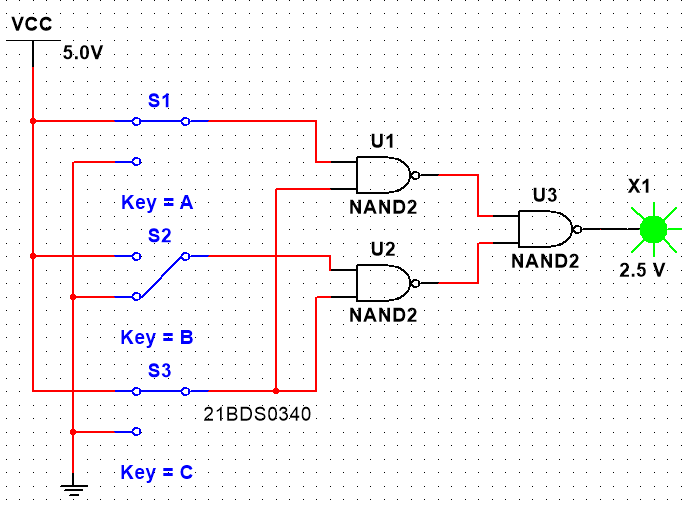 VCC
5.0V
S1
U1
Key = A
NAND2
U3
X1
S2
U2
NAND2
2.5 V
Key = B
NAND2
S3
21BDS0340
Key = C